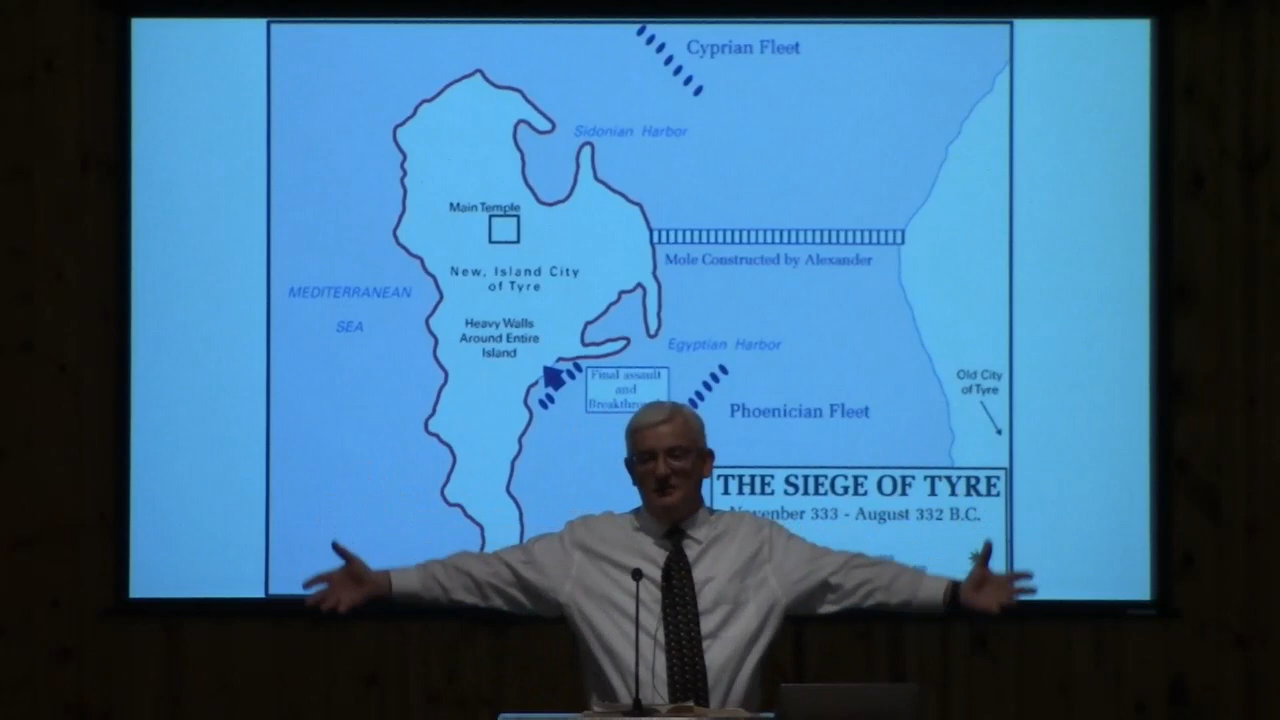 Cyprian Fleet
Sidonian Harbor
Main Temple
New, Island City
of Tyre
Mole Constructed by Alexander
MEDITERRANEAN
SEA
Heavy Walls
Around Entire
Island
Egyptian Harbor
Final assault
and
Phoenician Fleet
Old City
of Tyre
THE SIEGE OF TYRE
333 - August 332 B.C.